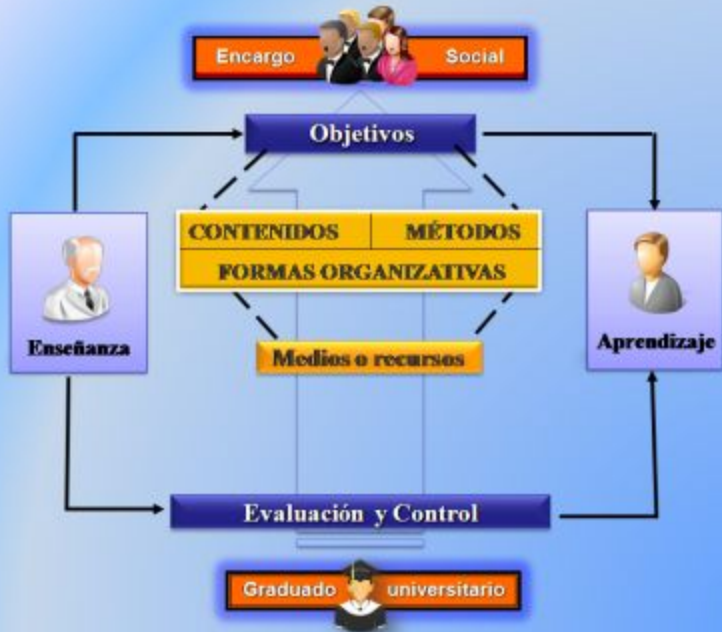 Encargo Social
Objetivos
CONTENIDOS MÉTODOS
FORMAS ORGANIZATIVAS
Enseñanza
Medios o recursos
Aprendizaje
Evaluación y Control
Graduado universitario